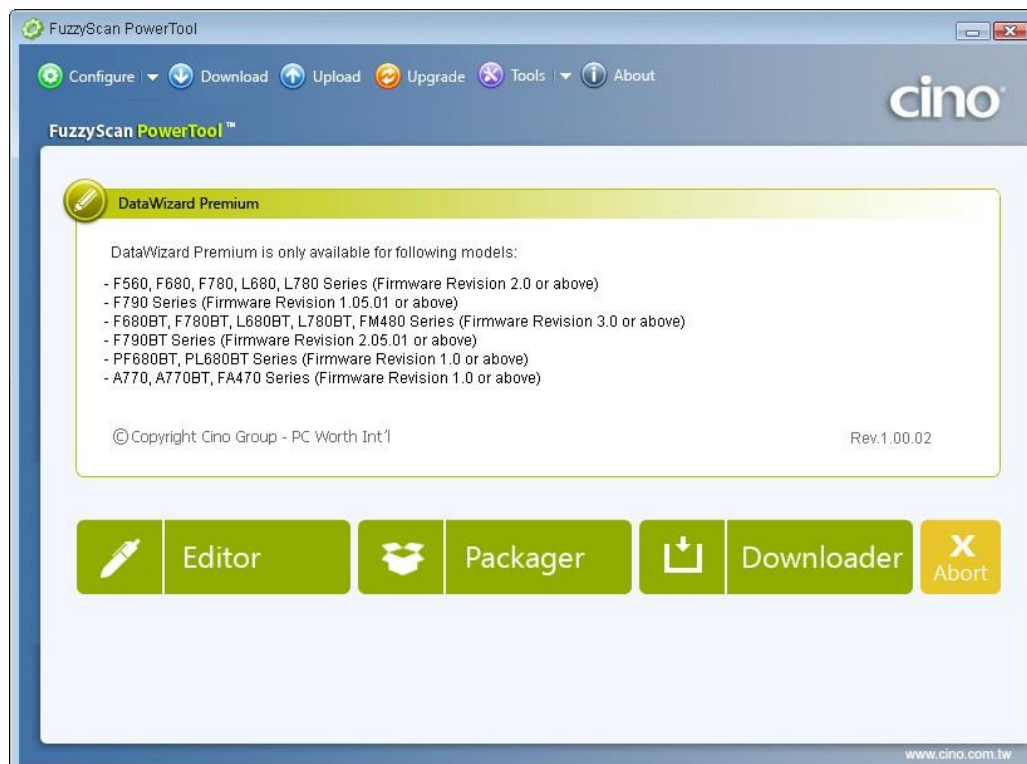 FuzzyScan PowerTool
Configure Download Upload Upgrade Tools About
cino
FuzzyScan PowerTool™
DataWizard Premium
DataWizard Premium is only available for following models:
- F560, F680, F780, L680, L780 Series (Firmware Revision 2.0 or above)
- F790 Series (Firmware Revision 1.05.01 or above)
- F680BT, F780BT, L680BT, L780BT, FM480 Series (Firmware Revision 3.0 or above)
- F790BT Series (Firmware Revision 2.05.01 or above)
- PF680BT, PL680BT Series (Firmware Revision 1.0 or above)
- A770, A770BT, FA470 Series (Firmware Revision 1.0 or above)
©Copyright Cino Group - PC Worth Int'l Rev.1.00.02
Editor Packager Downloader X Abort
www.cino.com.tw